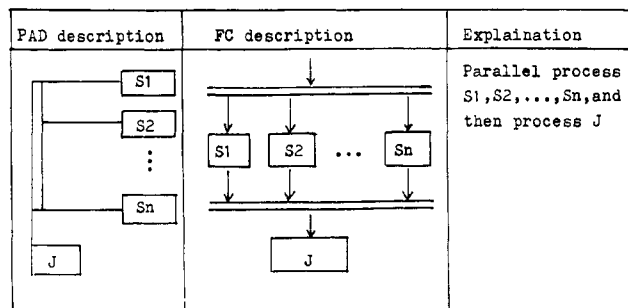 PAD description
FC description
Explaination
S1
S2
⋮
Sn
J
S1 S2 ... Sn
J
Parallel process
S1,S2,...,Sn,and
then process J